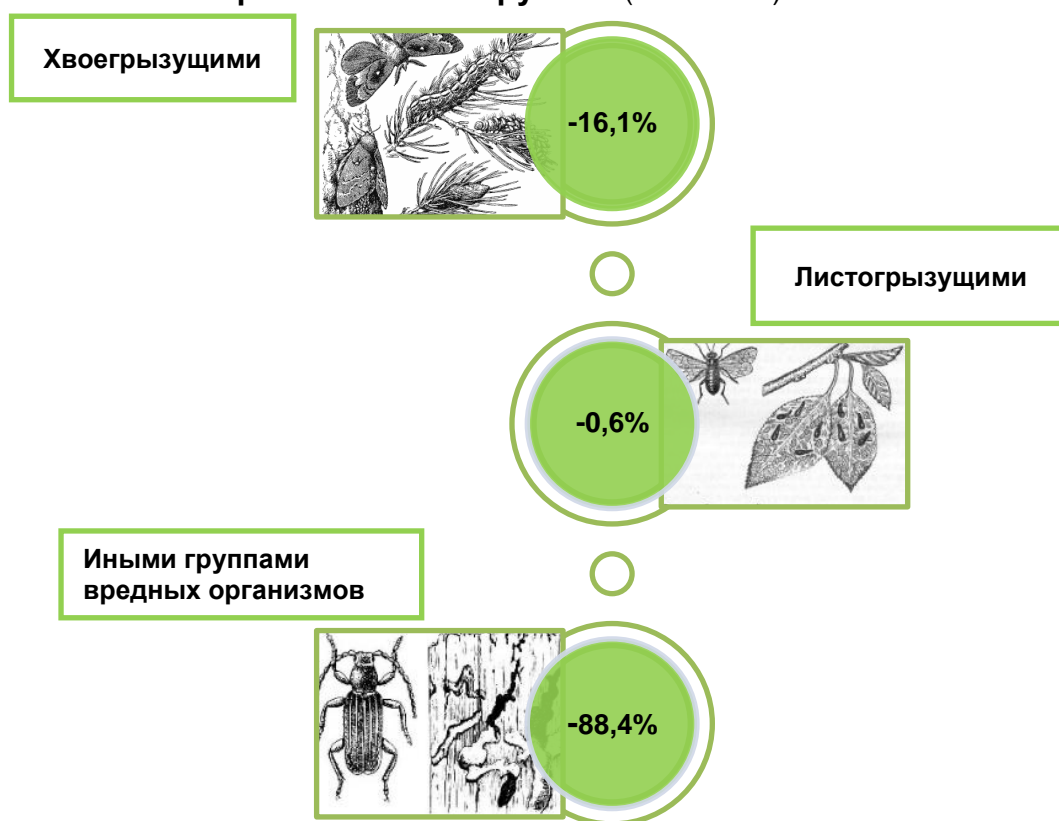 Хвоегрызущими
-16,1%
Листогрызущими
-0,6%
Иными группами
вредных организмов
-88,4%